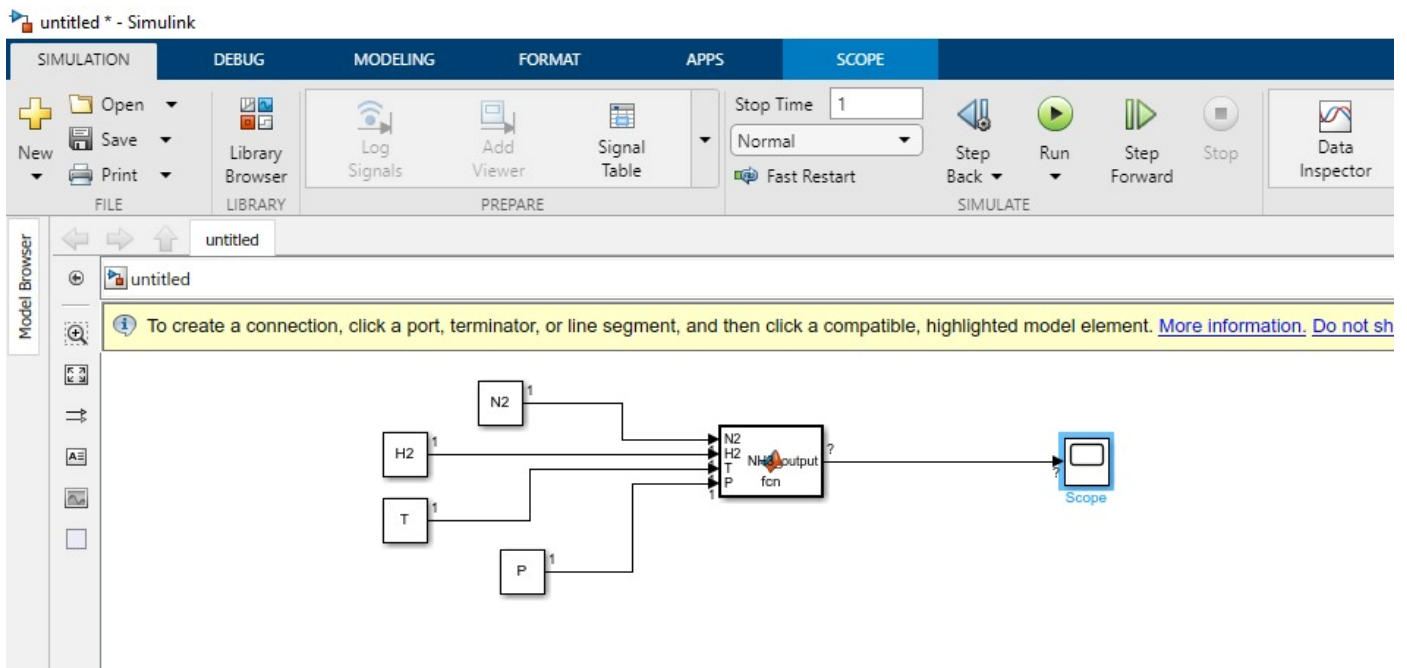 untitled * - Simulink
SIMULATION DEBUG MODELING FORMAT APPS SCOPE
New
Open
Save
Print
FILE
Library
Browser
LIBRARY
Log
Signals
Add
Viewer
Signal
Table
PREPARE
Stop Time 1
Normal
Fast Restart
Step
Back
Run
Step
Forward
Stop
SIMULATE
Data
Inspector
Model Browser
untitled
untitled
To create a connection, click a port, terminator, or line segment, and then click a compatible, highlighted model element. More information. Do not sh
N2
1
H2
1
T
1
P
1
N2
H2
T
P
1
output
fcn
?
?
Scope